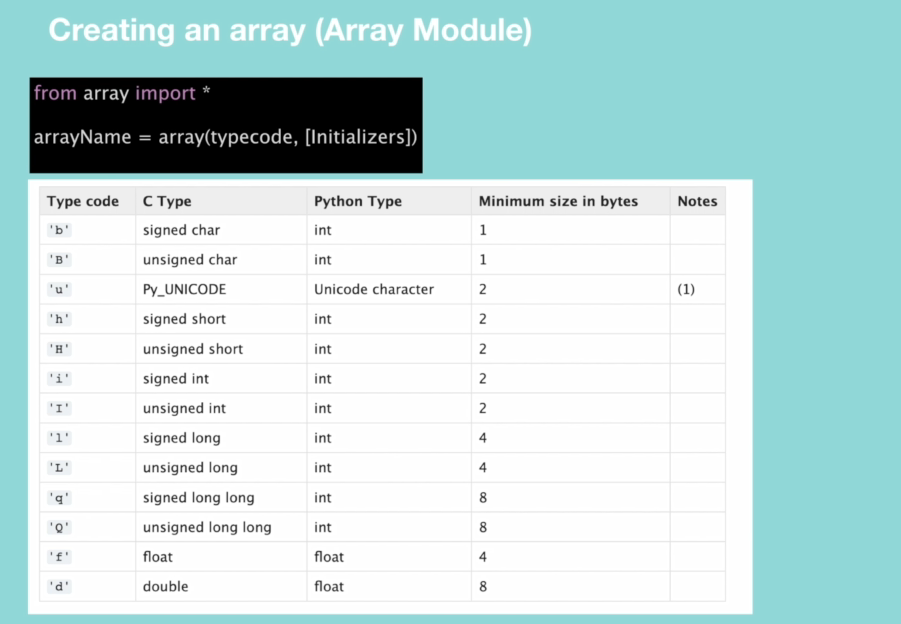 Creating an array (Array Module)
from array import *
arrayName = array(typecode, [Initializers])
Type code C Type Python Type Minimum size in bytes Notes
'b' signed char int 1
'B' unsigned char int 1
'u' Py_UNICODE Unicode character 2 (1)
'h' signed short int 2
'H' unsigned short int 2
'i' signed int int 2
'I' unsigned int int 2
'l' signed long int 4
'L' unsigned long int 4
'q' signed long long int 8
'Q' unsigned long long int 8
'f' float float 4
'd' double float 8